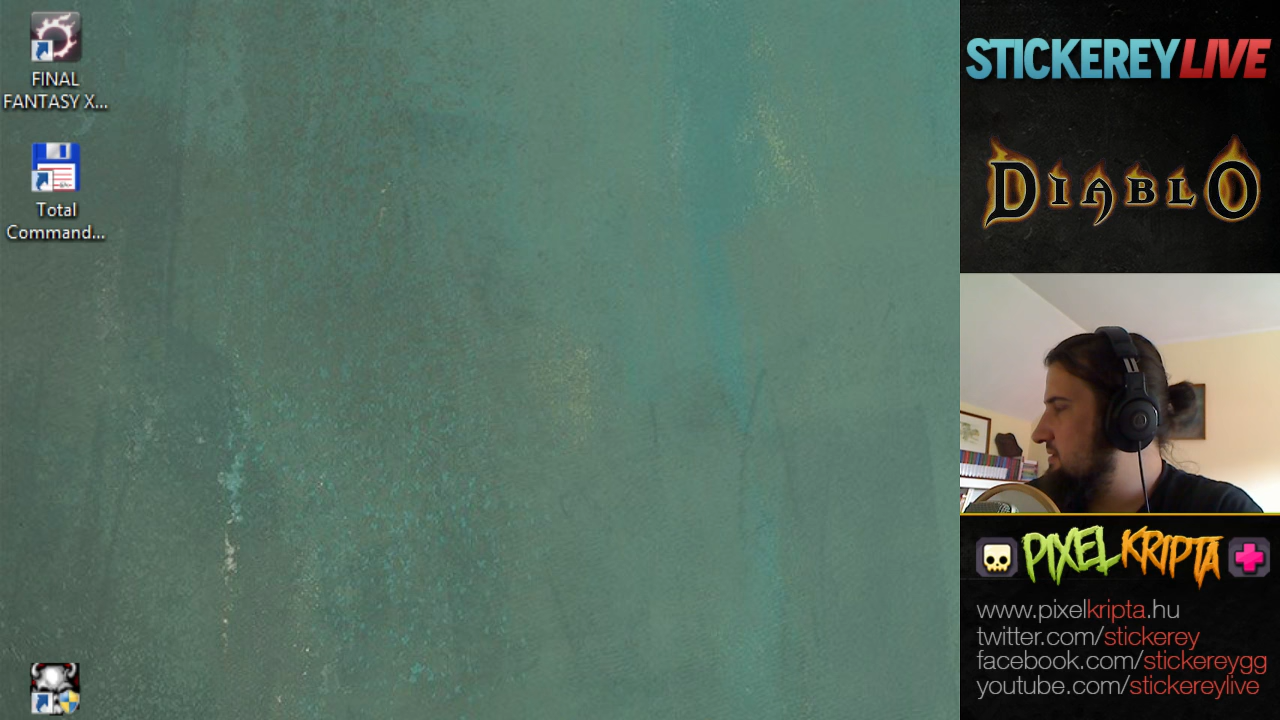 FINAL
FANTASY X...
Total
Command...
STICKEREYLIVE
DIABLO
PIXELKRIPTA
www.pixelkripta.hu
twitter.com/stickerey
facebook.com/stickereygg
youtube.com/stickereylive